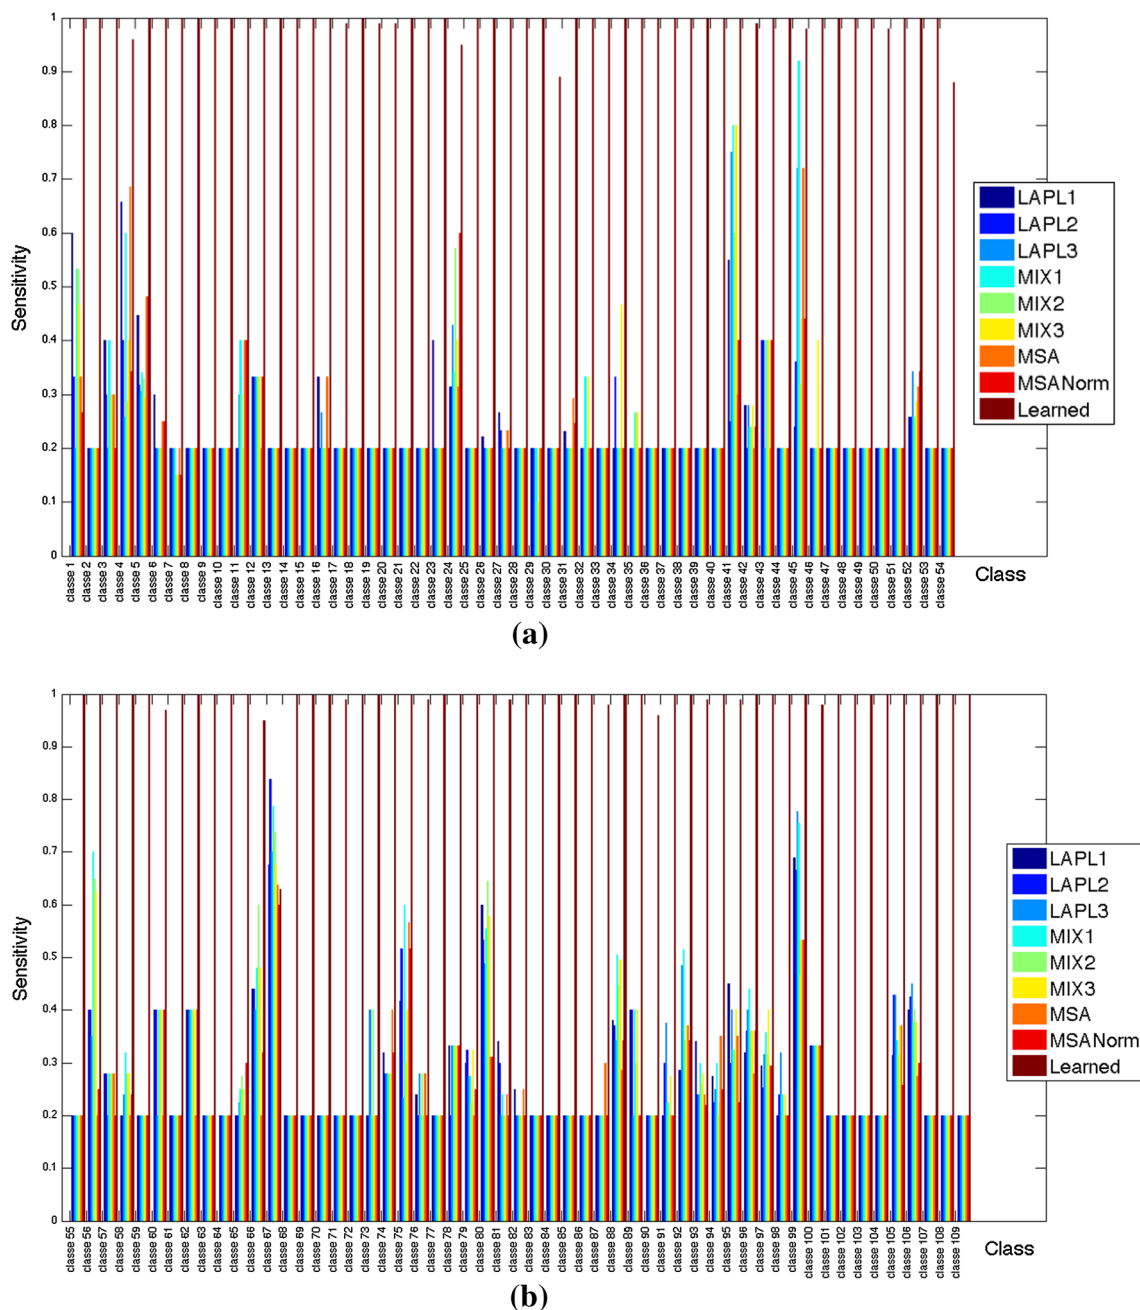 1
0.9
0.8
0.7
0.6
0.5
0.4
0.3
0.2
0.1
0
Sensitivity
classe 1
classe 2
classe 3
classe 4
classe 5
classe 6
classe 7
classe 8
classe 9
classe 10
classe 11
classe 12
classe 13
classe 14
classe 15
classe 16
classe 17
classe 18
classe 19
classe 20
classe 21
classe 22
classe 23
classe 24
classe 25
classe 26
classe 27
classe 28
classe 29
classe 30
classe 31
classe 32
classe 33
classe 34
classe 35
classe 36
classe 37
classe 38
classe 39
classe 40
classe 41
classe 42
classe 43
classe 44
classe 45
classe 46
classe 47
classe 48
classe 49
classe 50
classe 51
classe 52
classe 53
classe 54
Class
LAPL1
LAPL2
LAPL3
MIX1
MIX2
MIX3
MSA
MSANorm
Learned
(a)
1
0.9
0.8
0.7
0.6
0.5
0.4
0.3
0.2
0.1
0
Sensitivity
classe 55
classe 56
classe 57
classe 58
classe 59
classe 60
classe 61
classe 62
classe 63
classe 64
classe 65
classe 66
classe 67
classe 68
classe 69
classe 70
classe 71
classe 72
classe 73
classe 74
classe 75
classe 76
classe 77
classe 78
classe 79
classe 80
classe 81
classe 82
classe 83
classe 84
classe 85
classe 86
classe 87
classe 88
classe 89
classe 90
classe 91
classe 92
classe 93
classe 94
classe 95
classe 96
classe 97
classe 98
classe 99
classe 100
classe 101
classe 102
classe 103
classe 104
classe 105
classe 106
classe 107
classe 108
classe 109
Class
LAPL1
LAPL2
LAPL3
MIX1
MIX2
MIX3
MSA
MSANorm
Learned
(b)